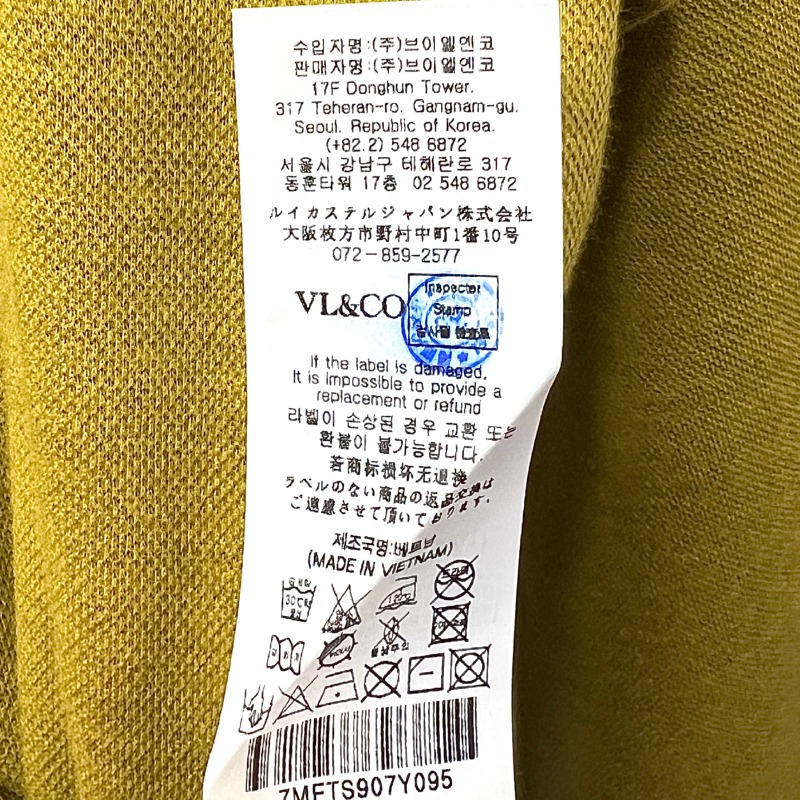 수입자명:(주)브이엘엔코
판매자명:(주)브이엘엔코
17F Donghun Tower,
317 Teheran-ro, Gangnam-gu,
Seoul, Republic of Korea.
(+82.2) 548 6872
서울시 강남구 테헤란로 317
동훈타워 17층 02 548 6872
ルイカステルジャパン株式会社
大阪枚方市野村中町1番10号
072-859-2577
VL&CO
Inspector
Stamp
If the label is damaged,
It is impossible to provide a
replacement or refund
라벨이 손상된 경우 교환 또는
환불이 불가능합니다.
若商标损坏无退换
ラベルのない商品の返品交換は
ご遠慮させて頂いております。
제조국명:베트남
(MADE IN VIETNAM)
30℃
드라이
7MFTS907Y095